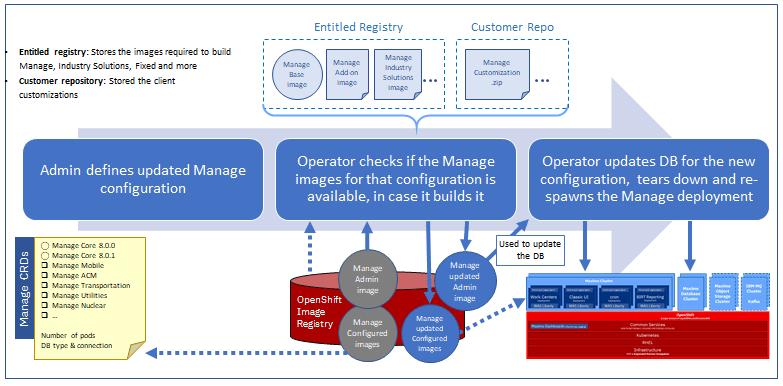 Entitled Registry
Customer Repo
• Entitled registry: Stores the images required to build
Manage, Industry Solutions, Fixed and more
• Customer repository: Stored the client
customizations
Manage
Base
image
Manage
Add-on
image
Manage
Industry
Solutions
image
...
Manage
Customization
.zip
...
Admin defines updated Manage
configuration
Operator checks if the Manage
images for that configuration is
available, in case it builds it
Operator updates DB for the new
configuration, tears down and re-
spawns the Manage deployment
Manage CRDs
Manage Core 8.0.0
Manage Core 8.0.1
Manage Mobile
Manage ACM
Manage Transportation
Manage Utilities
Manage Nuclear
...
Number of pods
DB type & connection
OpenShift
Image
Registry
Manage
Admin
image
Manage
Configured
images
Manage
updated
Admin
image
Manage
updated
Configured
images
Used to update
the DB
Maximo Cluster
Work Centers
Classic UI
cron
BIRT Reporting
Maximo
Database
Cluster
Maximo
Object
Storage
Cluster
IBM MQ
Cluster
Kafka
OpenShift
Common Services
Kubernetes
RHEL
Infrastructure